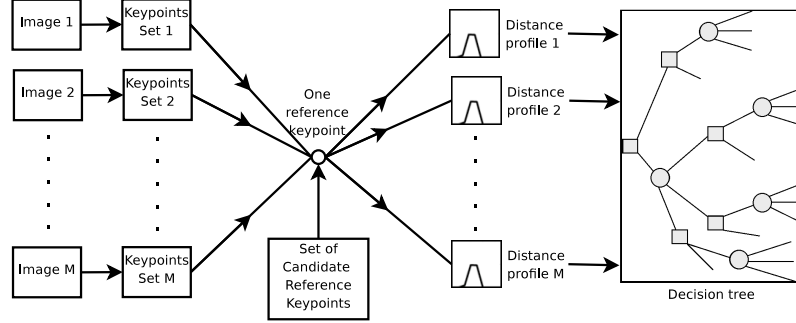 Image 1
Keypoints
Set 1
Image 2
Keypoints
Set 2
Image M
Keypoints
Set M
One
reference
keypoint
Set of
Candidate
Reference
Keypoints
Distance
profile 1
Distance
profile 2
Distance
profile M
Decision tree